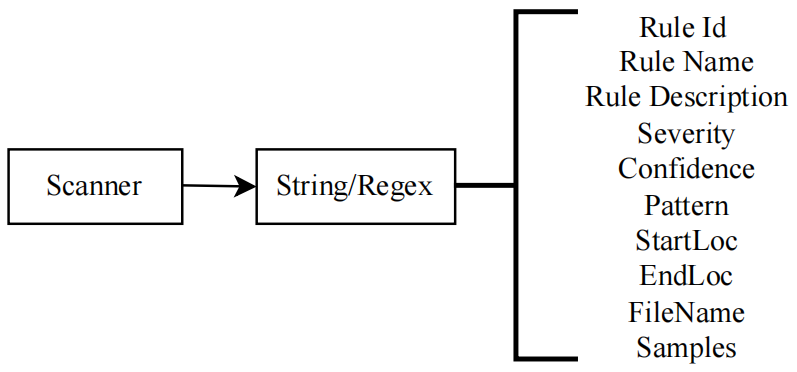 Scanner
String/Regex
Rule Id
Rule Name
Rule Description
Severity
Confidence
Pattern
StartLoc
EndLoc
FileName
Samples